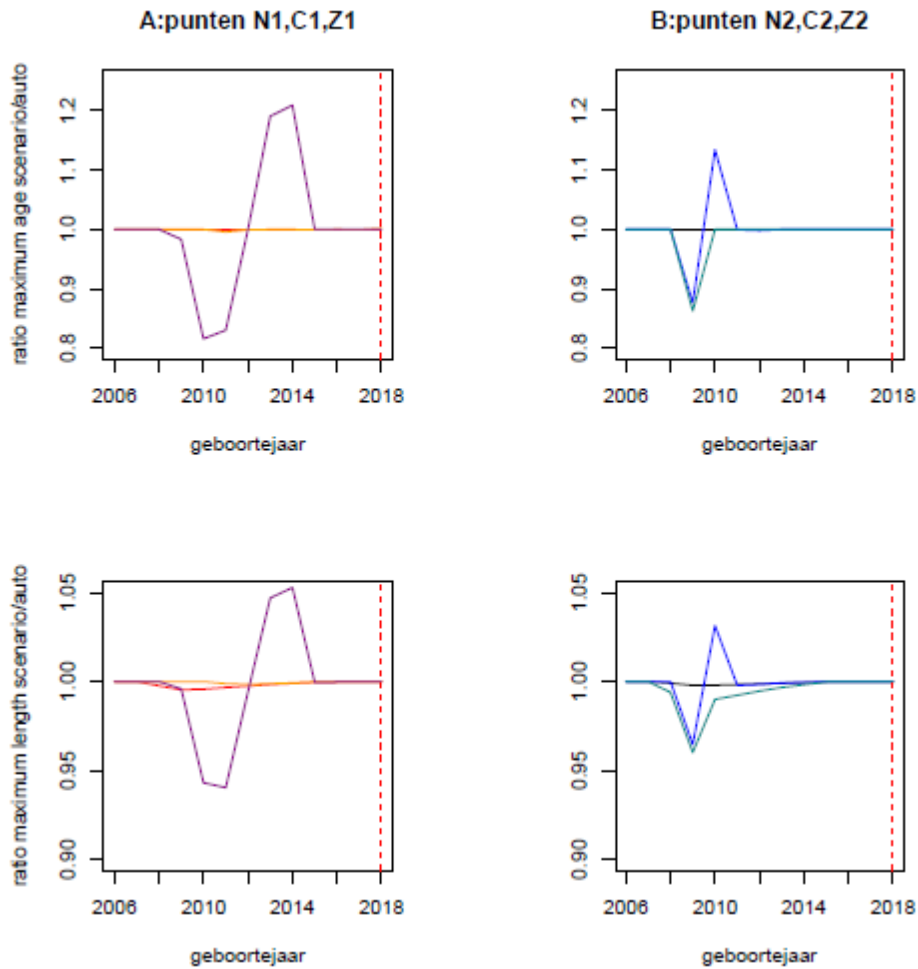 A:punten N1,C1,Z1
B:punten N2,C2,Z2
ratio maximum age scenario/auto
1.2
1.1
1.0
0.9
0.8
2006 2010 2014 2018
geboortejaar
1.2
1.1
1.0
0.9
0.8
2006 2010 2014 2018
geboortejaar
ratio maximum length scenario/auto
1.05
1.00
0.95
0.90
2006 2010 2014 2018
geboortejaar
1.05
1.00
0.95
0.90
2006 2010 2014 2018
geboortejaar